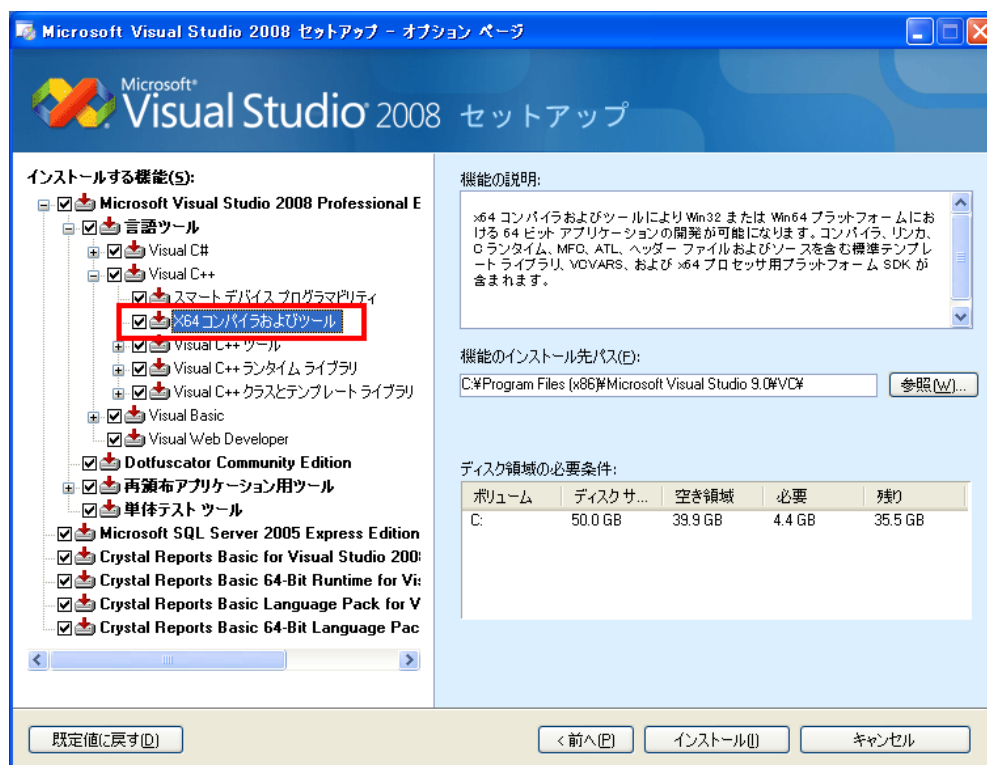 Microsoft Visual Studio 2008 セットアップ - オプション ページ
Microsoft®
Visual Studio® 2008 セットアップ
インストールする機能(S):
Microsoft Visual Studio 2008 Professional E
言語ツール
Visual C#
Visual C++
スマート デバイス プログラマビリティ
X64 コンパイラおよびツール
Visual C++ ツール
Visual C++ ランタイム ライブラリ
Visual C++ クラスとテンプレート ライブラリ
Visual Basic
Visual Web Developer
Dotfuscator Community Edition
再頒布アプリケーション用ツール
単体テスト ツール
Microsoft SQL Server 2005 Express Edition
Crystal Reports Basic for Visual Studio 200
Crystal Reports Basic 64-Bit Runtime for Vis
Crystal Reports Basic Language Pack for V
Crystal Reports Basic 64-Bit Language Pac
機能の説明:
x64 コンパイラおよびツールにより Win32 または Win64 プラットフォームにお
ける 64 ビット アプリケーションの開発が可能になります。コンパイラ、リンカ、
C ランタイム、MFC、ATL、ヘッダー ファイルおよびソースを含む標準テンプレ
ート ライブラリ、VCVARS、および x64 プロセッサ用プラットフォーム SDK が
含まれます。
機能のインストール先パス(F):
C:¥Program Files (x86)¥Microsoft Visual Studio 9.0¥VC¥
参照(W)...
ディスク領域の必要条件:
ボリューム ディスク サ... 空き領域 必要 残り
C: 50.0 GB 39.9 GB 4.4 GB 35.5 GB
既定値に戻す(D)
< 前へ(P)
インストール(I)
キャンセル